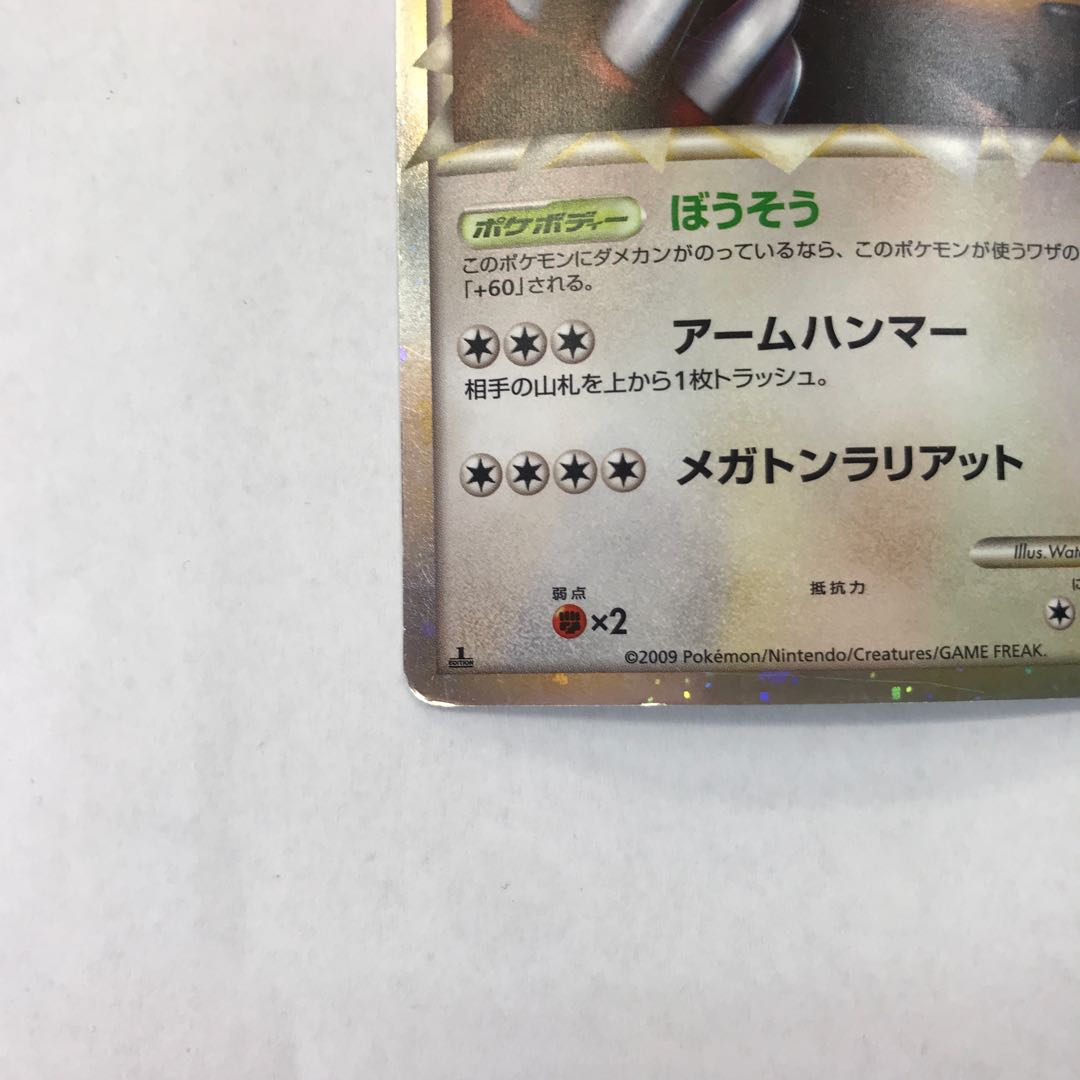 ポケボディー ぼうそう
このポケモンにダメカンがのっているなら、このポケモンが使うワザの
「+60」される。
アームハンマー
相手の山札を上から1枚トラッシュ。
メガトンラリアット
Illus.
抵抗力
弱点
×2
1
EDITION
©2009 Pokémon/Nintendo/Creatures/GAME FREAK.